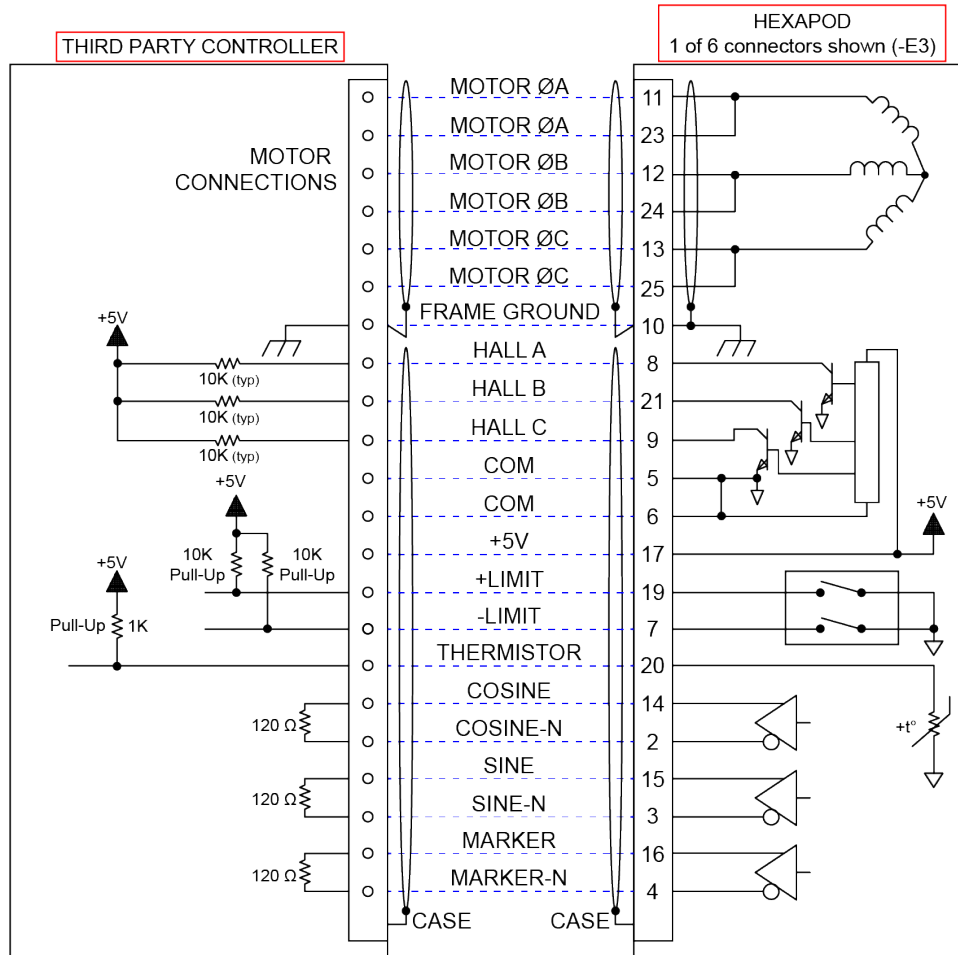 THIRD PARTY CONTROLLER
HEXAPOD
1 of 6 connectors shown (-E3)
MOTOR
CONNECTIONS
MOTOR ØA
11
MOTOR ØA
23
MOTOR ØB
12
MOTOR ØB
24
MOTOR ØC
13
MOTOR ØC
25
FRAME GROUND
10
+5V
10K (typ)
HALL A
8
10K (typ)
HALL B
21
10K (typ)
HALL C
9
+5V
COM
5
COM
6
+5V
+5V
17
+5V
10K
Pull-Up
10K
Pull-Up
+LIMIT
19
-LIMIT
7
Pull-Up
1K
THERMISTOR
20
+t°
120 Ω
COSINE
14
COSINE-N
2
120 Ω
SINE
15
SINE-N
3
120 Ω
MARKER
16
MARKER-N
4
CASE
CASE